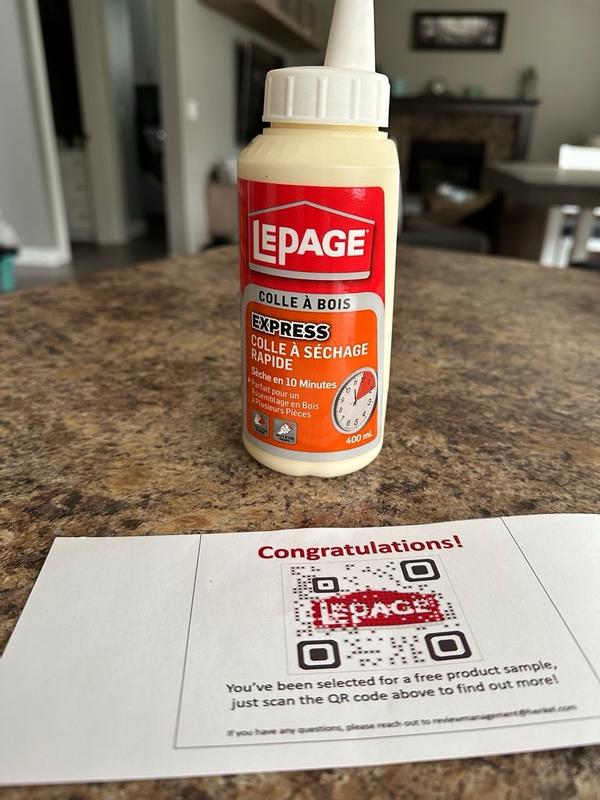 LEPAGE
COLLE À BOIS
EXPRESS
COLLE À SÉCHAGE
RAPIDE
Sèche en 10 Minutes
Parfait pour un
Assemblage en Bois
à Plusieurs Pièces
400 mL
Congratulations!
LEPAGE
You've been selected for a free product sample,
just scan the QR code above to find out more!
If you have any questions, please reach out to reviewmanagement@henkel.com